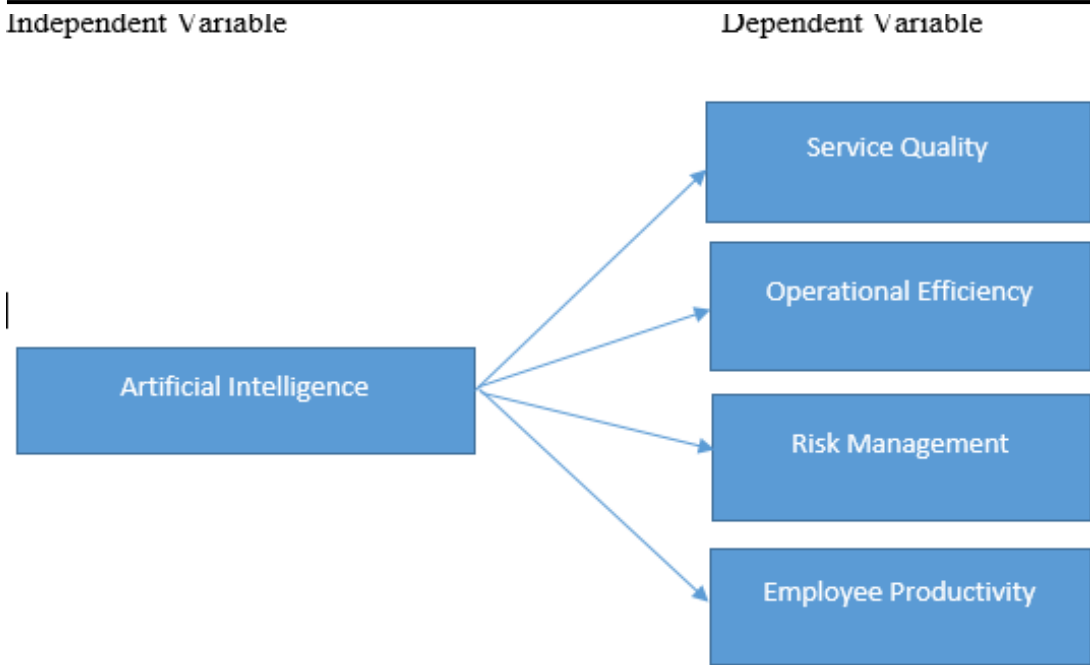 Independent Variable
Dependent Variable
Service Quality
Operational Efficiency
Artificial Intelligence
Risk Management
Employee Productivity